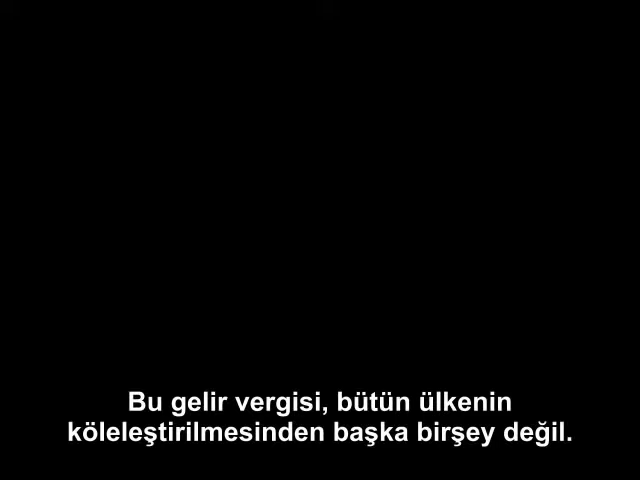 Bu gelir vergisi, bütün ülkenin
köleleştirilmesinden başka birşey değil.